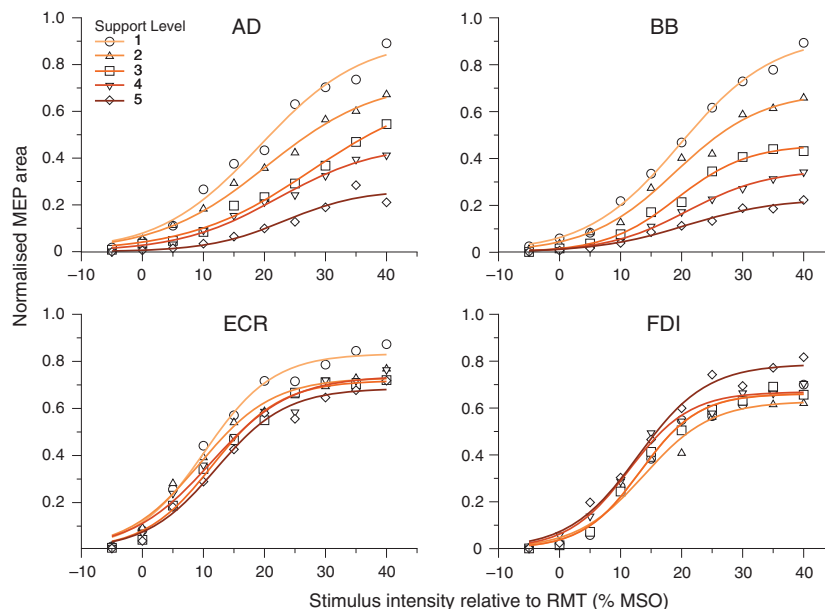 Support Level
1
2
3
4
5
AD
1.0
0.8
0.6
0.4
0.2
0
–10 0 10 20 30 40
BB
1.0
0.8
0.6
0.4
0.2
0
–10 0 10 20 30 40
Normalised MEP area
ECR
1.0
0.8
0.6
0.4
0.2
–10 0 10 20 30 40
FDI
1.0
0.8
0.6
0.4
0.2
0
–10 0 10 20 30 40
Stimulus intensity relative to RMT (% MSO)